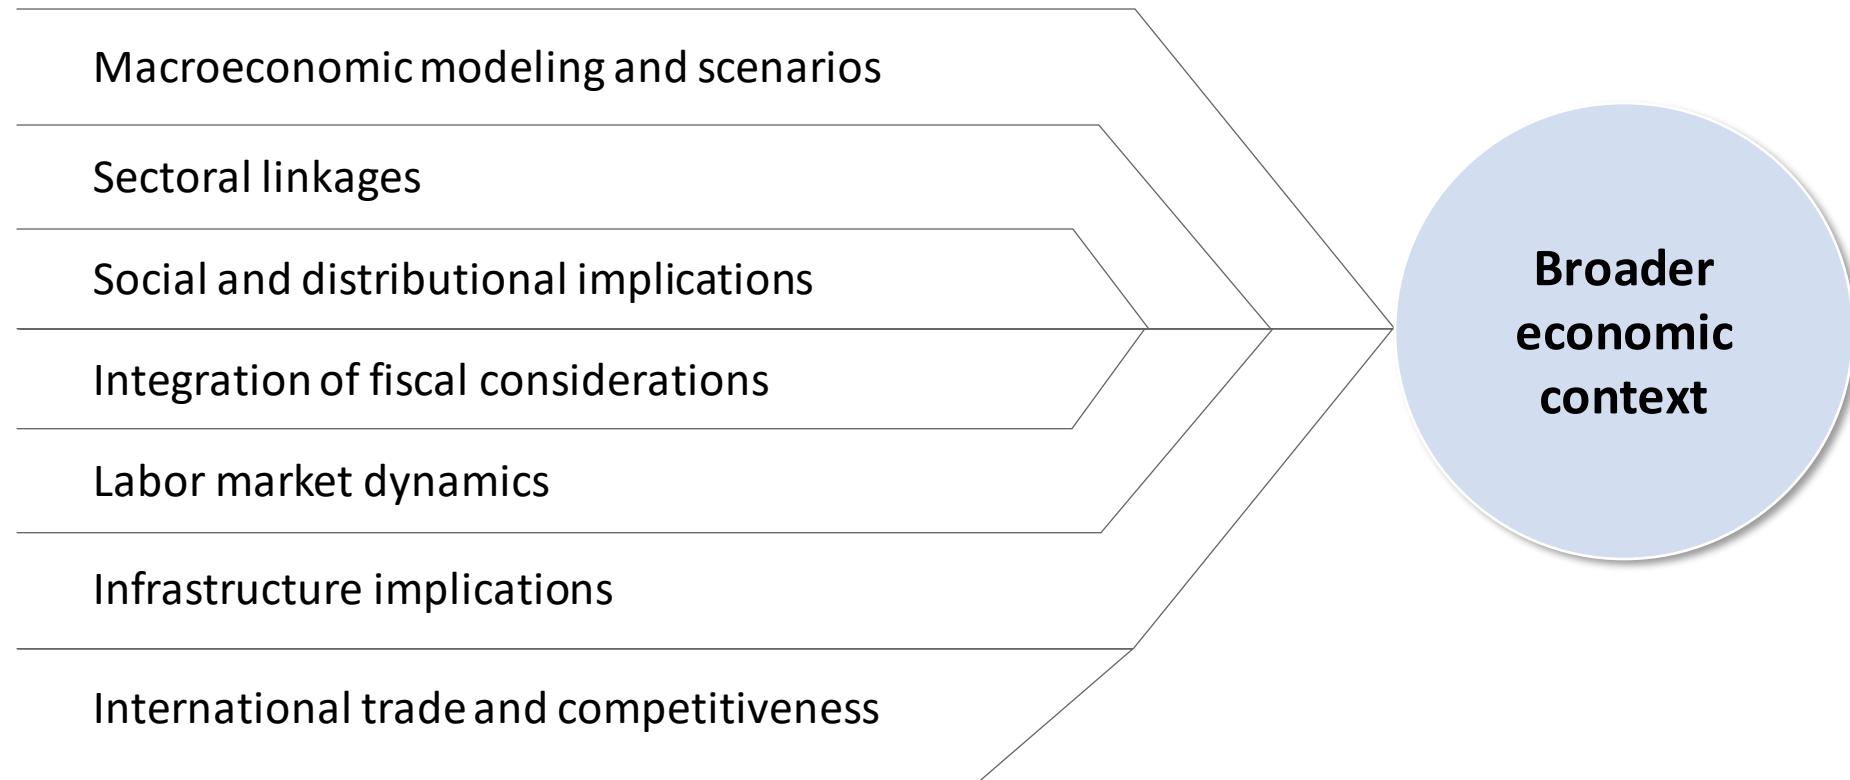 Macroeconomic modeling and scenarios
Sectoral linkages
Social and distributional implications
Integration of fiscal considerations
Labor market dynamics
Infrastructure implications
International trade and competitiveness
Broader
economic
context